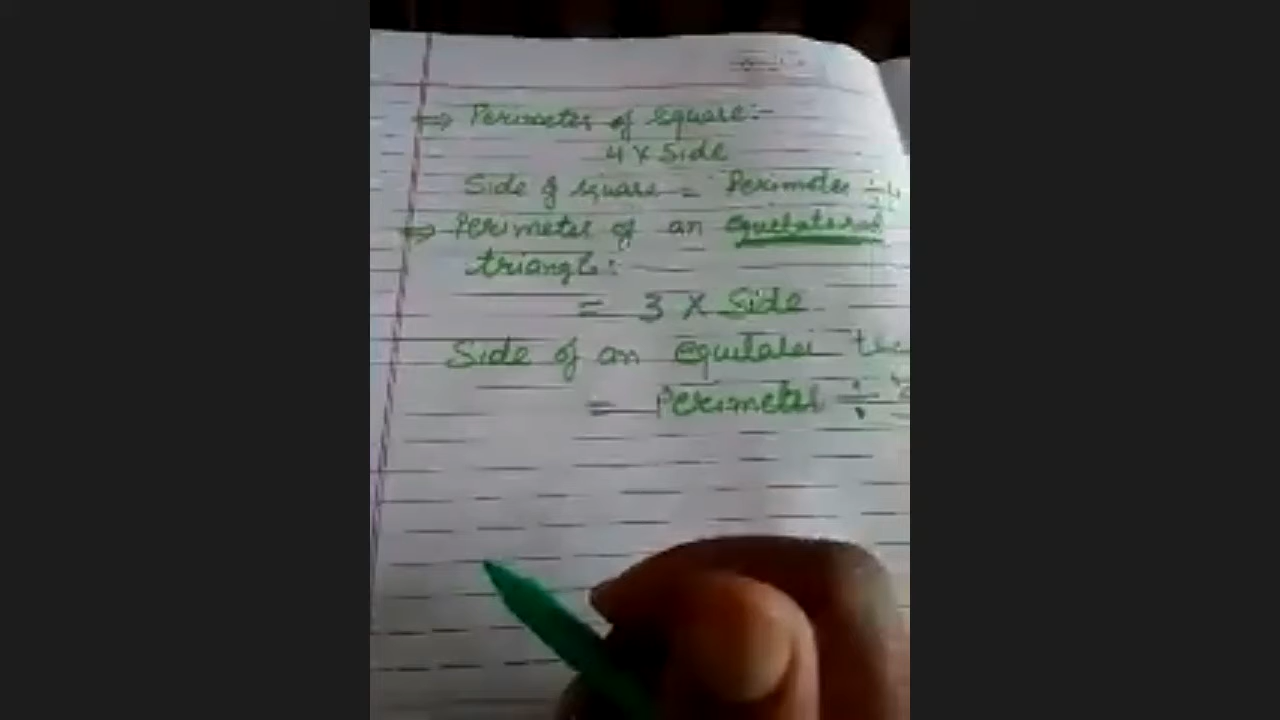 ⇒ Perimeter of square:-
4 x Side
Side of square = Perimeter ÷ 4
⇒ Perimeter of an equilateral
triangle:
= 3 x Side
Side of an
= Perimeter ÷